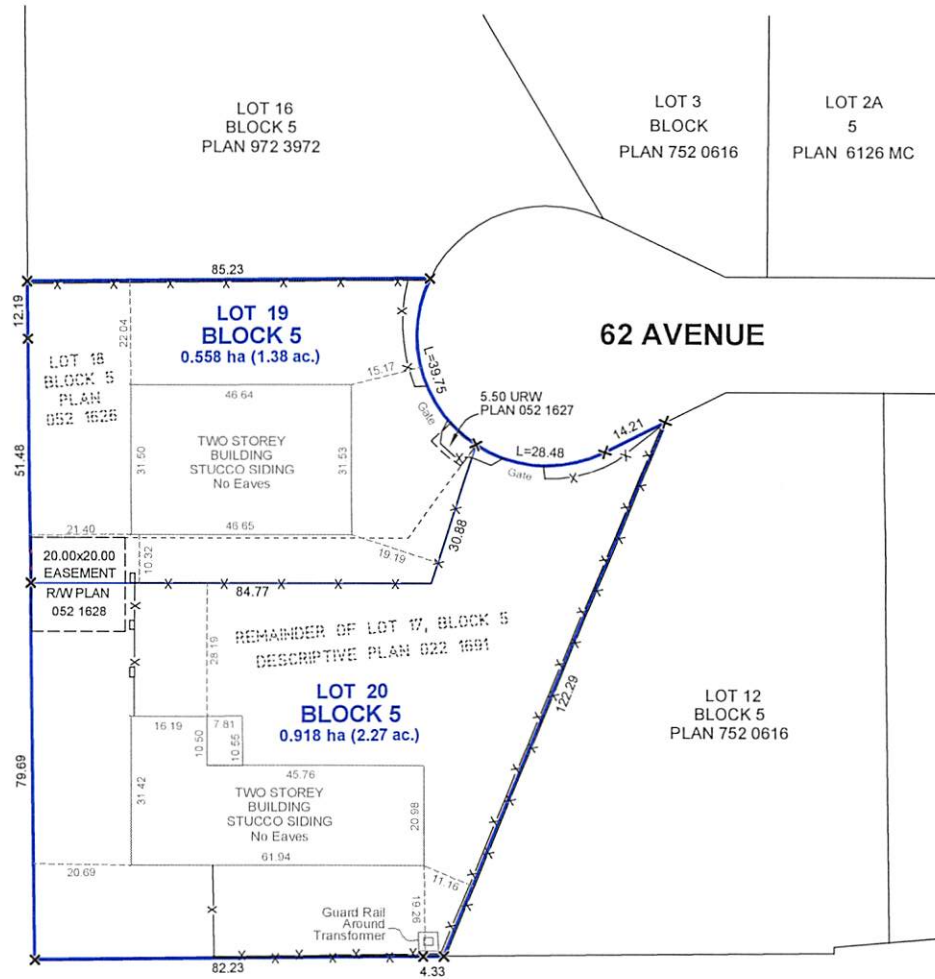 LOT 16
BLOCK 5
PLAN 972 3972
LOT 3
BLOCK
PLAN 752 0616
LOT 2A
5
PLAN 6126 MC
85.23
12.19
LOT 19
BLOCK 5
0.558 ha (1.38 ac.)
22.04
LOT 18
BLOCK 5
PLAN
052 1626
62 AVENUE
L=39.75
15.17
46.64
5.50 URW
PLAN 052 1627
Gate
14.21
L=28.48
Gate
51.48
31.50
TWO STOREY
BUILDING
STUCCO SIDING
No Eaves
31.53
46.65
21.40
19.19
30.88
10.32
20.00x20.00
EASEMENT
R/W PLAN
052 1628
84.77
28.19
REMAINDER OF LOT 17, BLOCK 5
DESCRIPTIVE PLAN 022 1691
LOT 20
BLOCK 5
0.918 ha (2.27 ac.)
122.29
LOT 12
BLOCK 5
PLAN 752 0616
16.19
7.81
10.50
10.55
45.76
79.69
31.42
TWO STOREY
BUILDING
STUCCO SIDING
No Eaves
20.98
61.94
20.69
11.16
19.26
Guard Rail
Around
Transformer
82.23
4.33